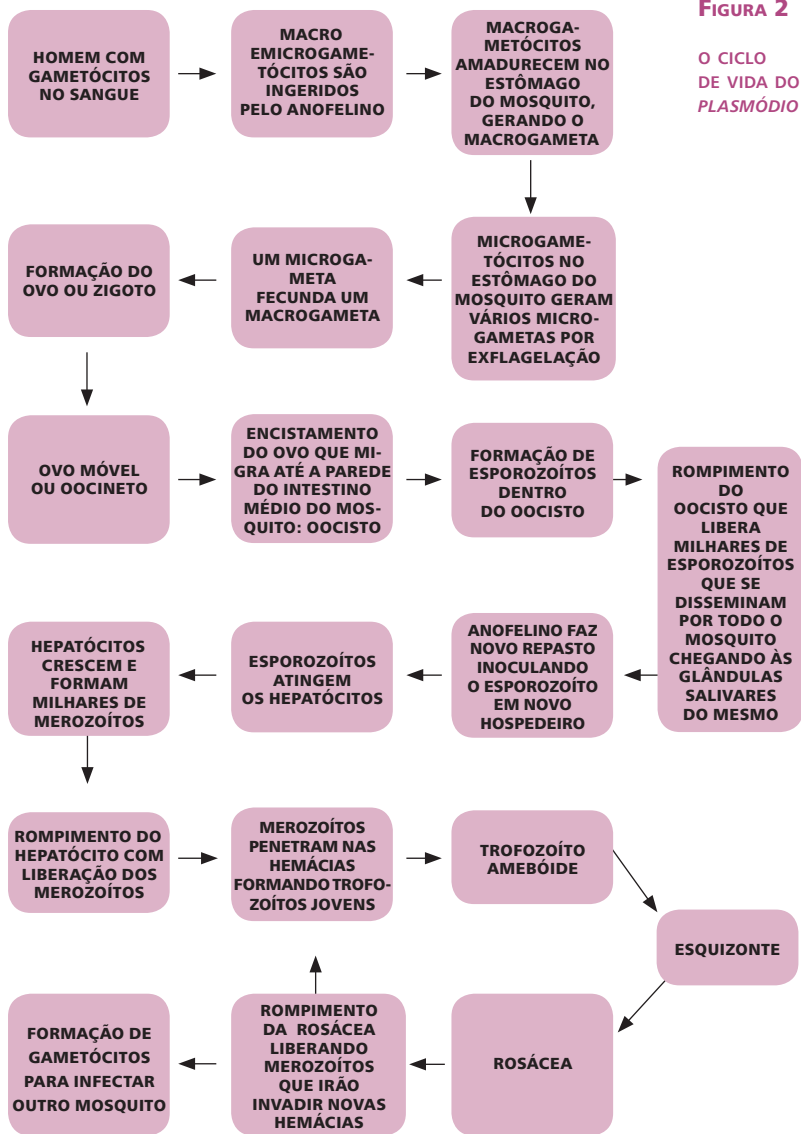 FIGURA 2
O CICLO
DE VIDA DO
PLASMÓDIO
HOMEM COM
GAMETÓCITOS
NO SANGUE
MACRO
EMICROGAME-
TÓCITOS SÃO
INGERIDOS
PELO ANOFELINO
MACROGA-
METÓCITOS
AMADURECEM NO
ESTÔMAGO
DO MOSQUITO,
GERANDO O
MACROGAMETA
MICROGAME-
TÓCITOS NO
ESTÔMAGO DO
MOSQUITO GERAM
VÁRIOS MICRO-
GAMETAS POR
EXFLAGELAÇÃO
UM MICROGA-
META
FECUNDA UM
MACROGAMETA
FORMAÇÃO DO
OVO OU ZIGOTO
OVO MÓVEL
OU OOCINETO
ENCISTAMENTO
DO OVO QUE MI-
GRA ATÉ A PAREDE
DO INTESTINO
MÉDIO DO MOS-
QUITO: OOCISTO
FORMAÇÃO DE
ESPOROZOÍTOS
DENTRO
DO OOCISTO
ROMPIMENTO
DO
OOCISTO QUE
LIBERA
MILHARES DE
ESPOROZOÍTOS
QUE SE
DISSEMINAM
POR TODO O
MOSQUITO
CHEGANDO ÀS
GLÂNDULAS
SALIVARES
DO MESMO
ANOFELINO FAZ
NOVO REPASTO
INOCULANDO
O ESPOROZOÍTO
EM NOVO
HOSPEDEIRO
ESPOROZOÍTOS
ATINGEM
OS HEPATÓCITOS
HEPATÓCITOS
CRESCEM E
FORMAM
MILHARES DE
MEROZOÍTOS
ROMPIMENTO DO
HEPATÓCITO COM
LIBERAÇÃO DOS
MEROZOÍTOS
MEROZOÍTOS
PENETRAM NAS
HEMÁCIAS
FORMANDO TROFO-
ZOÍTOS JOVENS
TROFOZOÍTO
AMEBÓIDE
ESQUIZONTE
ROSÁCEA
ROMPIMENTO
DA ROSÁCEA
LIBERANDO
MEROZOÍTOS
QUE IRÃO
INVADIR NOVAS
HEMÁCIAS
FORMAÇÃO DE
GAMETÓCITOS
PARA INFECTAR
OUTRO MOSQUITO